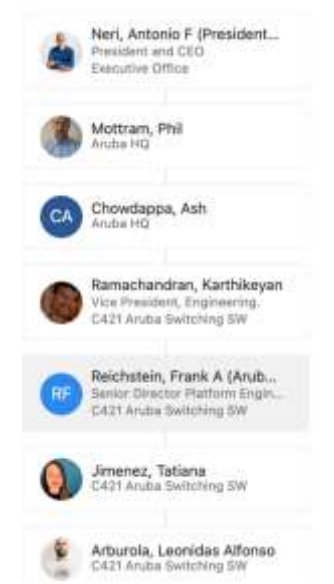 Neri, Antonio F (President...
President and CEO
Executive Office
Mottram, Phil
Aruba HQ
CA
Chowdappa, Ash
Aruba HQ
Ramachandran, Karthikeyan
Vice President, Engineering.
C421 Aruba Switching SW
RF
Reichstein, Frank A (Arub...
Senior Director Platform Engin...
C421 Aruba Switching SW
Jimenez, Tatiana
C421 Aruba Switching SW
Arburola, Leonidas Alfonso
C421 Aruba Switching SW